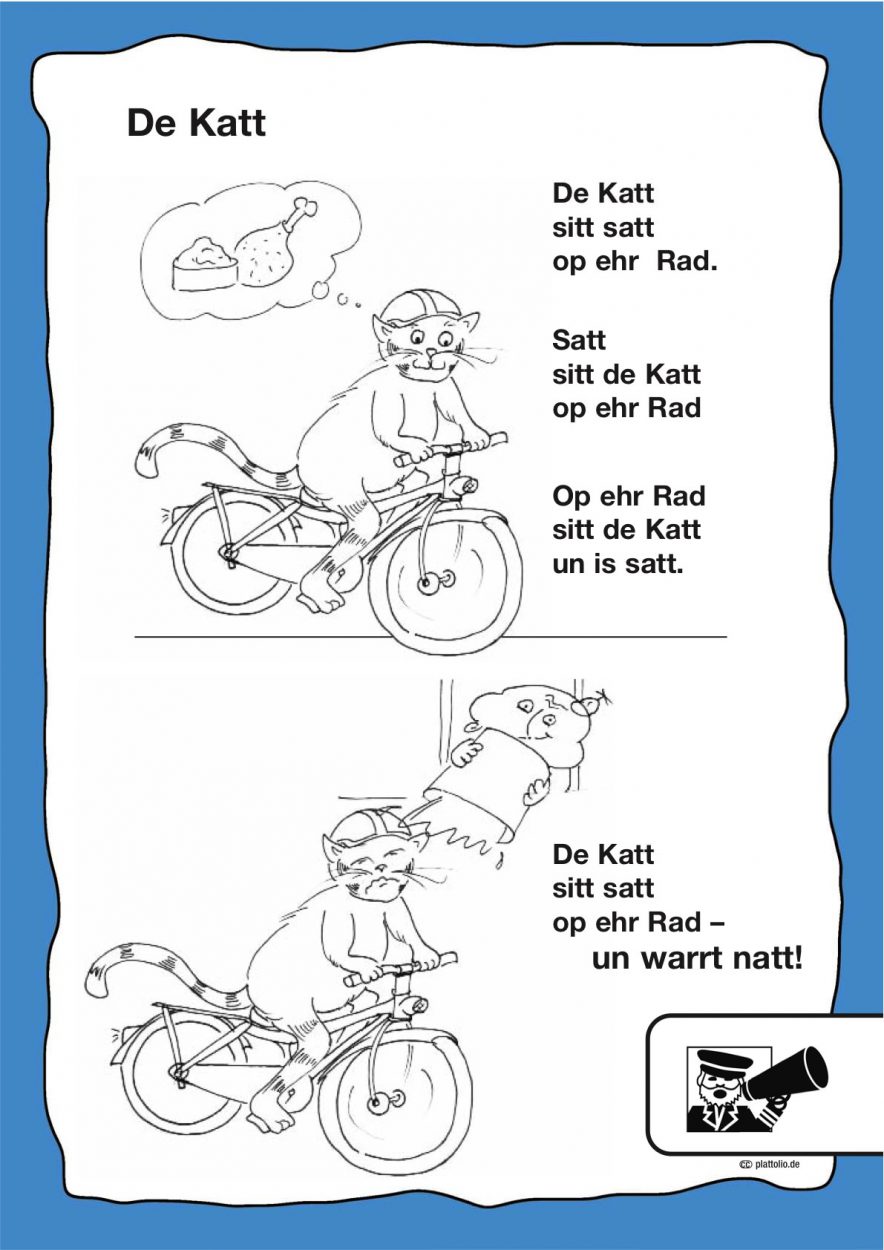 De Katt
De Katt
sitt satt
op ehr  Rad.
Satt
sitt de Katt
op ehr Rad
Op ehr Rad
sitt de Katt
un is satt.
De Katt
sitt satt
op ehr Rad –
un warrt natt!
cc plattolio.de